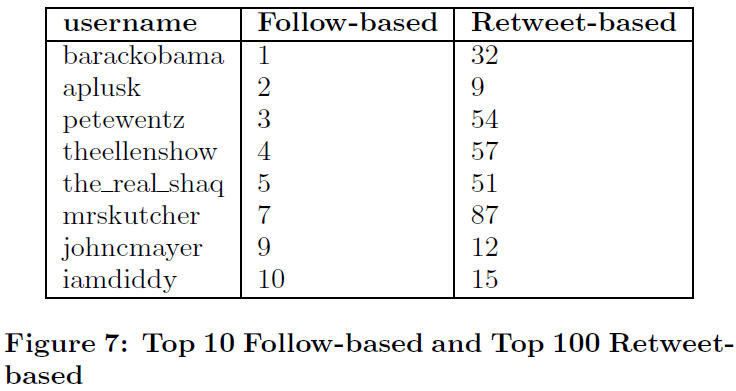 username Follow-based Retweet-based
barackobama 1 32
aplusk 2 9
petewentz 3 54
theellenshow 4 57
the_real_shaq 5 51
mrskutcher 7 87
johncmayer 9 12
iamdiddy 10 15
Figure 7: Top 10 Follow-based and Top 100 Retweet-
based